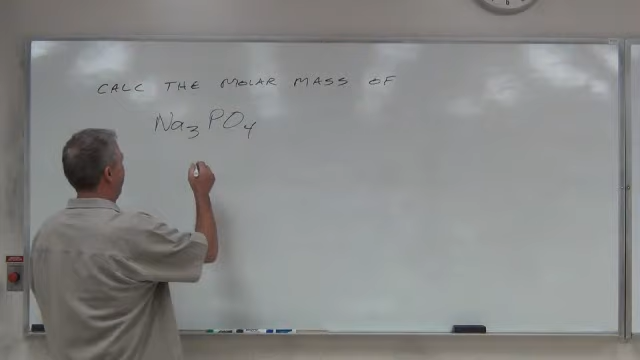 CALC THE MOLAR MASS OF
Na₃PO₄